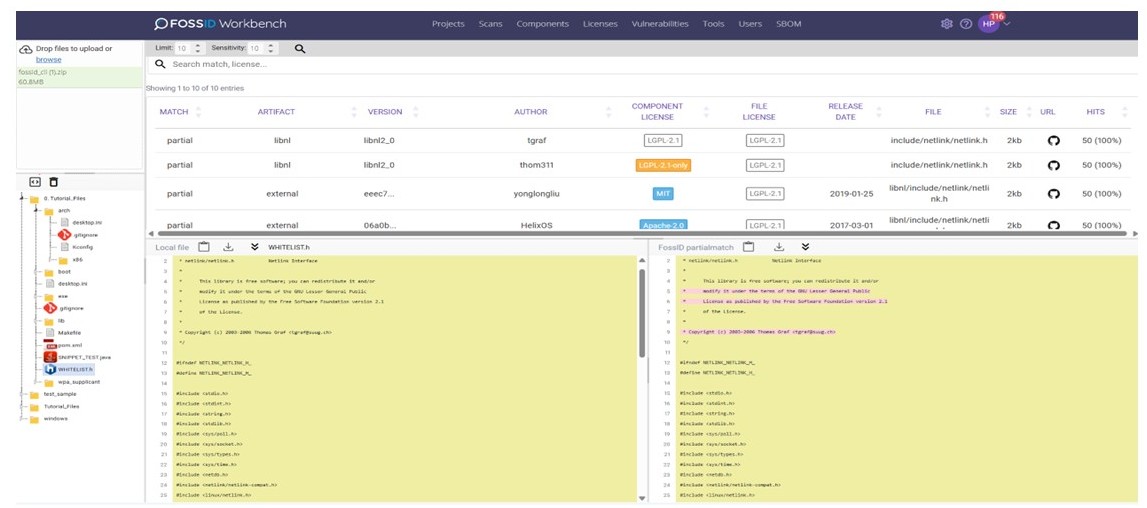 FOSSID Workbench
Projects Scans Components Licenses Vulnerabilities Tools Users SBOM
HP 116
Drop files to upload or
browse
fossid_cli (1).zip
60.8MB
Limit: 10 Sensitivity: 10
Search match, license...
Showing 1 to 10 of 10 entries
MATCH ARTIFACT VERSION AUTHOR COMPONENT LICENSE FILE LICENSE RELEASE DATE FILE SIZE URL HITS
partial libnl libnl2_0 tgraf LGPL-2.1 LGPL-2.1 include/netlink/netlink.h 2kb 50 (100%)
partial libnl libnl2_0 thom311 LGPL-2.1-only LGPL-2.1 include/netlink/netlink.h 2kb 50 (100%)
partial external eeec7... yonglongliu MIT LGPL-2.1 2019-01-25 libnl/include/netlink/netli
nk.h 2kb 50 (100%)
partial external 06a0b... HelixOS Apache-2.0 LGPL-2.1 2017-03-01 libnl/include/netlink/netli 2kb 50 (100%)
0. Tutorial_Files
arch
desktop.ini
gitignore
Kconfig
x86
boot
desktop.ini
exe
gitignore
lib
Makefile
pom.xml
SNIPPET_TEST.java
WHITELIST.h
wpa_supplicant
test_sample
Tutorial_Files
windows
Local file WHITELIST.h
2 * netlink/netlink.h Netlink Interface
3 *
4 * This library is free software; you can redistribute it and/or
5 * modify it under the terms of the GNU Lesser General Public
6 * License as published by the Free Software Foundation version 2.1
7 * of the License.
8 *
9 * Copyright (c) 2003-2006 Thomas Graf <tgraf@suug.ch>
10 */
11
12 #ifndef NETLINK_NETLINK_H_
13 #define NETLINK_NETLINK_H_
14
15 #include <stdio.h>
16 #include <stdint.h>
17 #include <string.h>
18 #include <stdlib.h>
19 #include <sys/poll.h>
20 #include <sys/socket.h>
21 #include <sys/types.h>
22 #include <sys/time.h>
23 #include <netdb.h>
24 #include <netlink/netlink-compat.h>
25 #include <linux/netlink.h>
FossID partialmatch
2 * netlink/netlink.h Netlink Interface
3 *
4 * This library is free software; you can redistribute it and/or
5 * modify it under the terms of the GNU Lesser General Public
6 * License as published by the Free Software Foundation version 2.1
7 * of the License.
8 *
9 * Copyright (c) 2003-2006 Thomas Graf <tgraf@suug.ch>
10 */
11
12 #ifndef NETLINK_NETLINK_H_
13 #define NETLINK_NETLINK_H_
14
15 #include <stdio.h>
16 #include <stdint.h>
17 #include <string.h>
18 #include <stdlib.h>
19 #include <sys/poll.h>
20 #include <sys/socket.h>
21 #include <sys/types.h>
22 #include <sys/time.h>
23 #include <netdb.h>
24 #include <netlink/netlink-compat.h>
25 #include <linux/netlink.h>